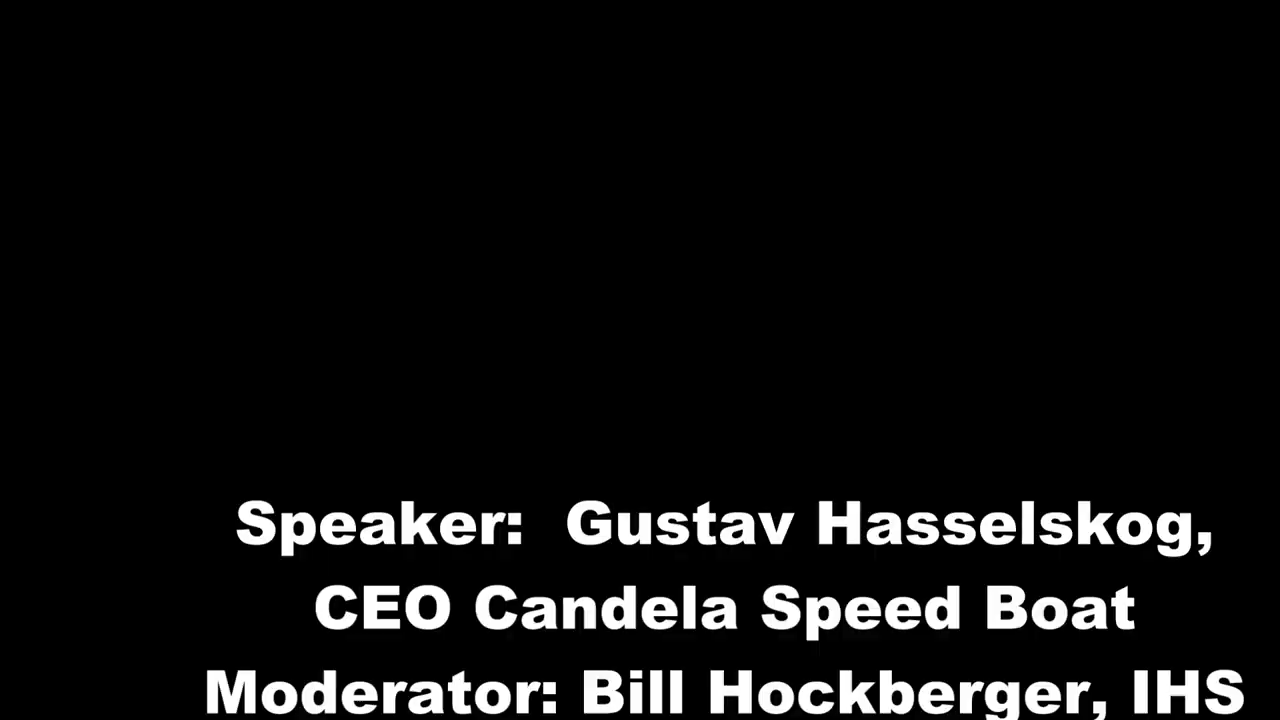 Speaker:  Gustav Hasselskog,
CEO Candela Speed Boat
Moderator: Bill Hockberger, IHS